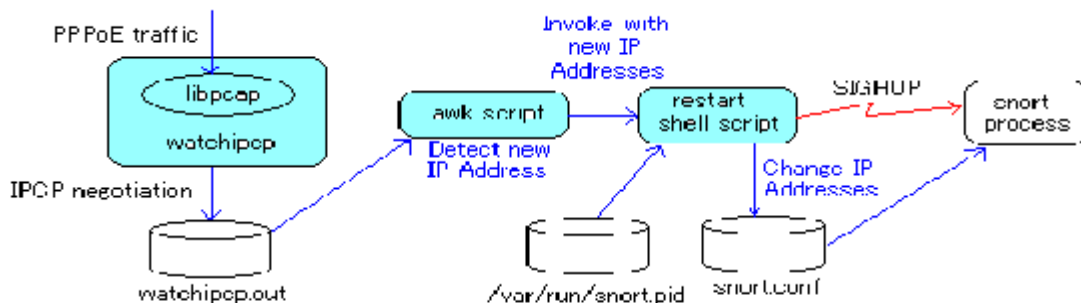 PPPoE traffic
libpcap
watchipcp
IPCP negotiation
watchipcp.out
awk script
Detect new
IP Address
Invoke with
new IP
Addresses
restart
shell script
/var/run/snort.pid
Change IP
Addresses
snort.conf
SIGHUP
snort
process